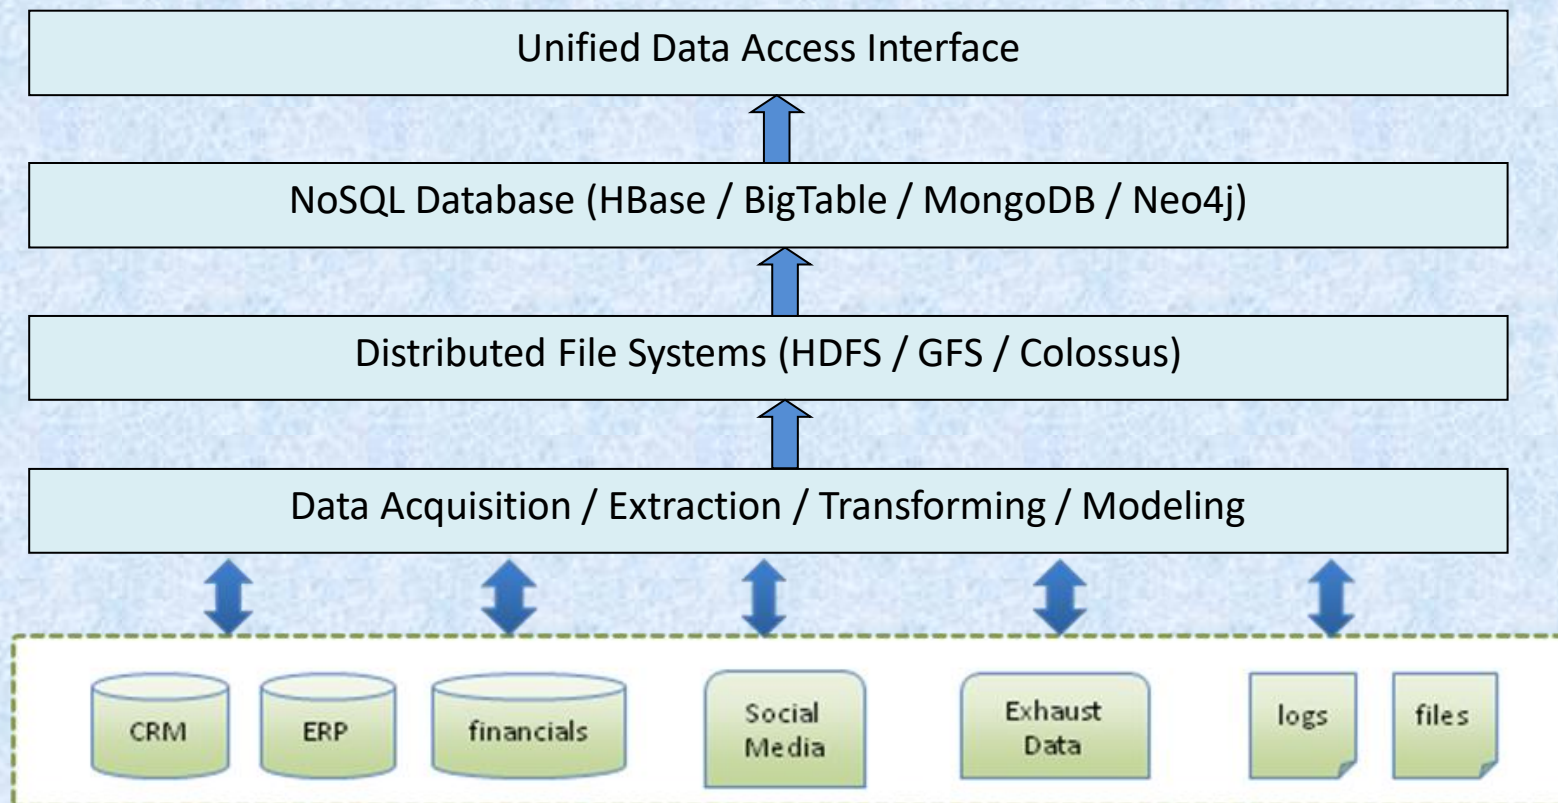 Unified Data Access Interface
NoSQL Database (HBase / BigTable / MongoDB / Neo4j)
Distributed File Systems (HDFS / GFS / Colossus)
Data Acquisition / Extraction / Transforming / Modeling
CRM
ERP
financials
Social
Media
Exhaust
Data
logs
files